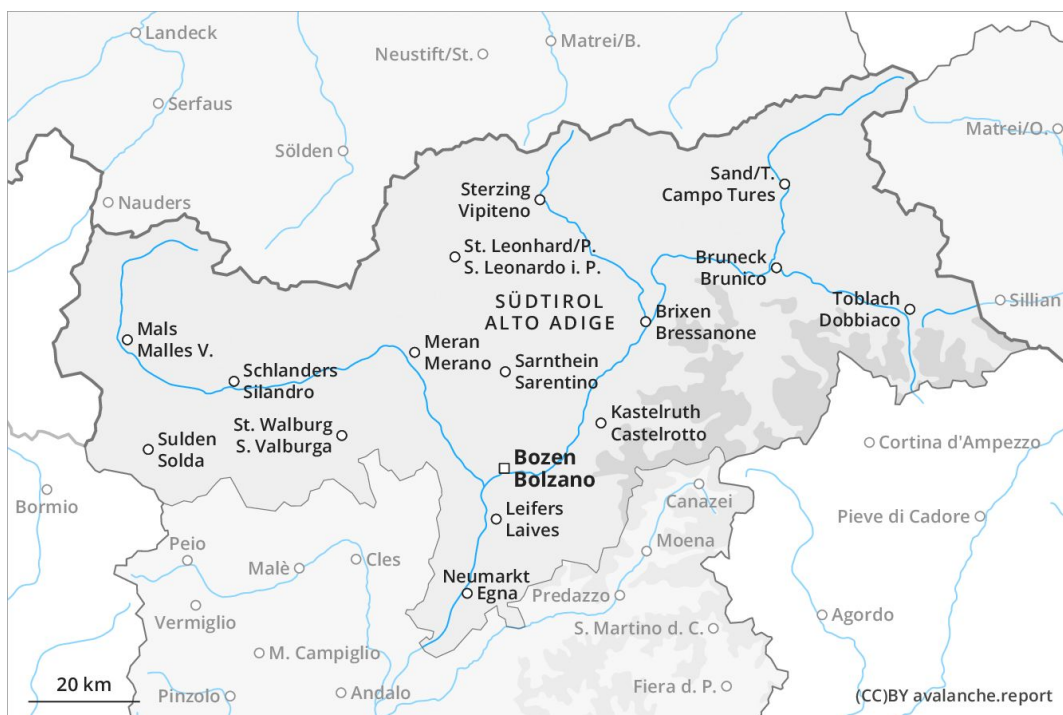 Landeck
Neustift/St.
Matrei/B.
Serfaus
Matrei/O.
Sölden
Sand/T.
Campo Tures
Sterzing
Vipiteno
Nauders
St. Leonhard/P.
S. Leonardo i. P.
Bruneck
Brunico
SÜDTIROL
ALTO ADIGE
Toblach
Dobbiaco
Sillian
Mals
Malles V.
Meran
Merano
Brixen
Bressanone
Schlanders
Silandro
Sarnthein
Sarentino
Kastelruth
Castelrotto
St. Walburg
S. Valburga
Sulden
Solda
Cortina d'Ampezzo
Bozen
Bolzano
Bormio
Canazei
Leifers
Laives
Pieve di Cadore
Peio
Malè
Cles
Moena
Neumarkt
Egna
Predazzo
Vermiglio
Agordo
S. Martino d. C.
M. Campiglio
20 km
Pinzolo
Andalo
Fiera d. P.
(CC)BY avalanche.report